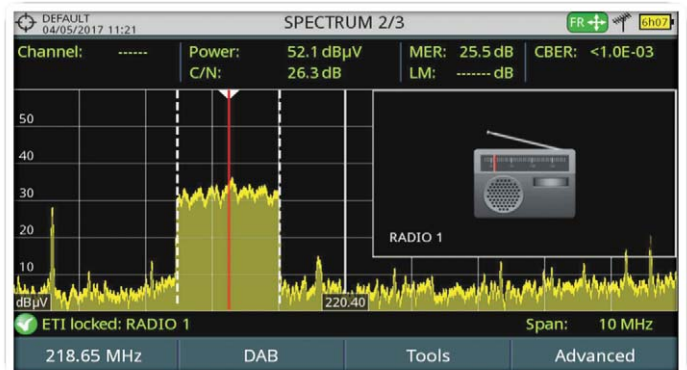 DEFAULT
04/05/2017 11:21
SPECTRUM 2/3
FR
6h07
Channel: ------
Power: 52.1 dBµV
MER: 25.5 dB
CBER: <1.0E-03
C/N: 26.3 dB
LM: ------- dB
50
40
30
20
10
dBµV
220.40
RADIO 1
ETI locked: RADIO 1
Span: 10 MHz
218.65 MHz
DAB
Tools
Advanced